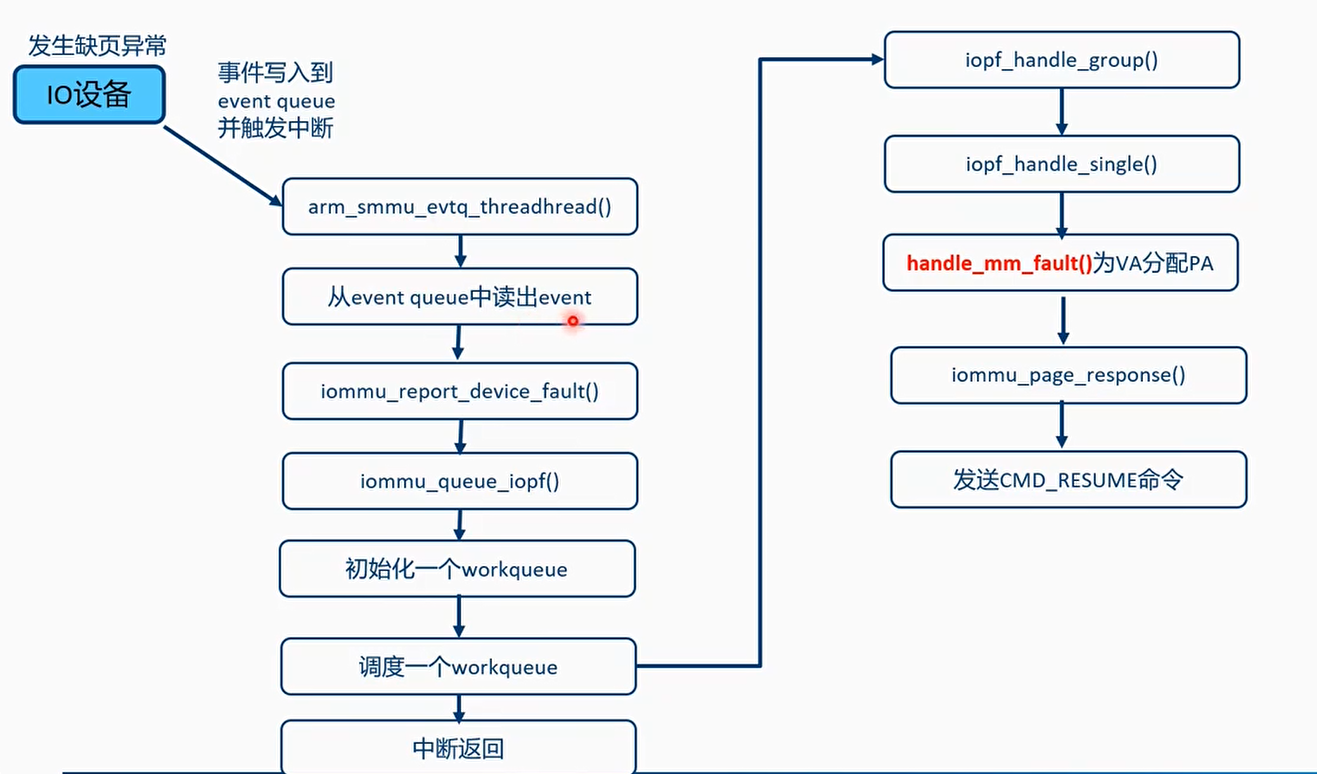 发生缺页异常
IO设备
事件写入到
event queue
并触发中断
arm_smmu_evtq_threadhread()
从event queue中读出event
iommu_report_device_fault()
iommu_queue_iopf()
初始化一个workqueue
调度一个workqueue
中断返回
iopf_handle_group()
iopf_handle_single()
handle_mm_fault()为VA分配PA
iommu_page_response()
发送CMD_RESUME命令